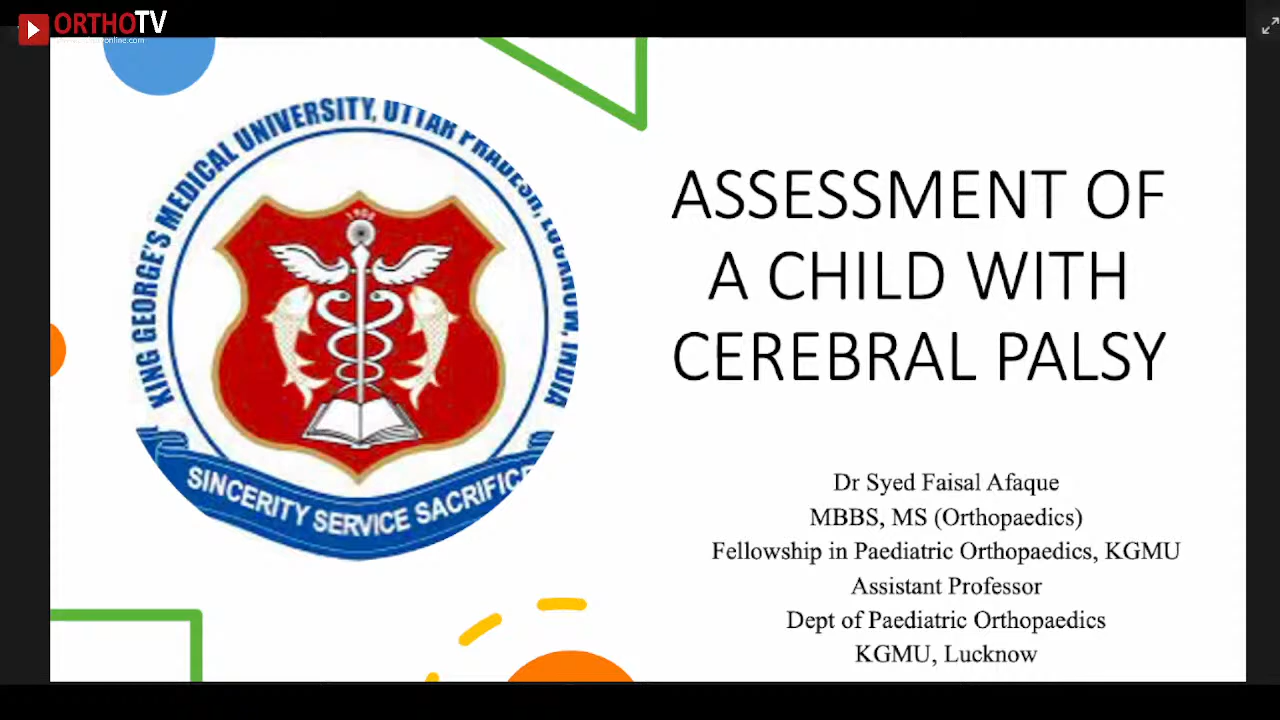 ORTHOTV
KING GEORGE'S MEDICAL UNIVERSITY, UTTAR PRADESH, LUCKNOW, INDIA
SINCERITY SERVICE SACRIFICE
ASSESSMENT OF
A CHILD WITH
CEREBRAL PALSY
Dr Syed Faisal Afaque
MBBS, MS (Orthopaedics)
Fellowship in Paediatric Orthopaedics, KGMU
Assistant Professor
Dept of Paediatric Orthopaedics
KGMU, Lucknow